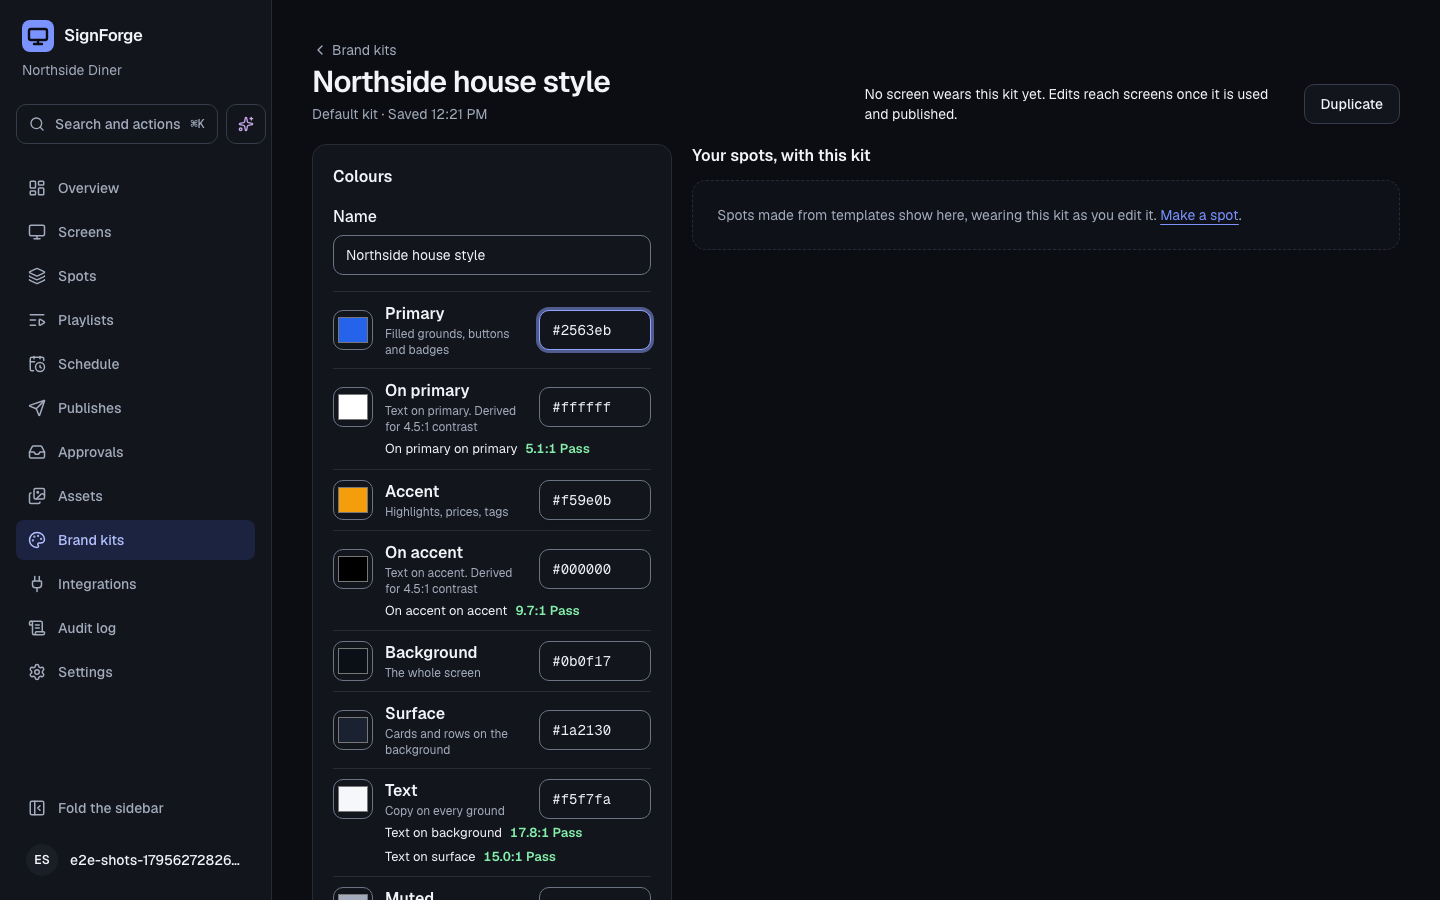 SignForge
Northside Diner
Search and actions ⌘K
Overview
Screens
Spots
Playlists
Schedule
Publishes
Approvals
Assets
Brand kits
Integrations
Audit log
Settings
Fold the sidebar
ES e2e-shots-17956272826…
Brand kits
Northside house style
Default kit · Saved 12:21 PM
No screen wears this kit yet. Edits reach screens once it is used
and published.
Duplicate
Colours
Name
Northside house style
Primary
Filled grounds, buttons
and badges
#2563eb
On primary
Text on primary. Derived
for 4.5:1 contrast
#ffffff
On primary on primary 5.1:1 Pass
Accent
Highlights, prices, tags
#f59e0b
On accent
Text on accent. Derived
for 4.5:1 contrast
#000000
On accent on accent 9.7:1 Pass
Background
The whole screen
#0b0f17
Surface
Cards and rows on the
background
#1a2130
Text
Copy on every ground
#f5f7fa
Text on background 17.8:1 Pass
Text on surface 15.0:1 Pass
Muted
Your spots, with this kit
Spots made from templates show here, wearing this kit as you edit it. Make a spot.